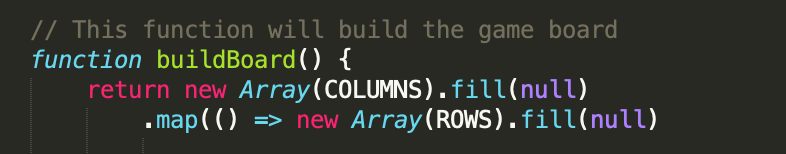 // This function will build the game board
function buildBoard() {
    return new Array(COLUMNS).fill(null)
        .map(() => new Array(ROWS).fill(null)